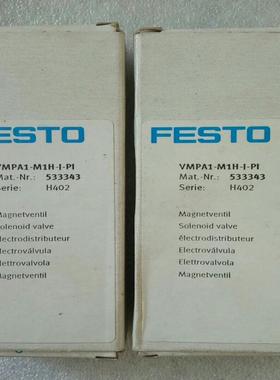 FESTO
VMPA1-M1H-I-PI
Mat.-Nr.: 533343
Serie: H402
Magnetventil
Solenoid valve
électrodistributeur
Electroválvula
Elettrovalvola
Magnetventil
FESTO
VMPA1-M1H-I-PI
Mat.-Nr.: 533343
Serie: H402
Magnetventil
Solenoid valve
électrodistributeur
Electroválvula
Elettrovalvola
Magnetventil